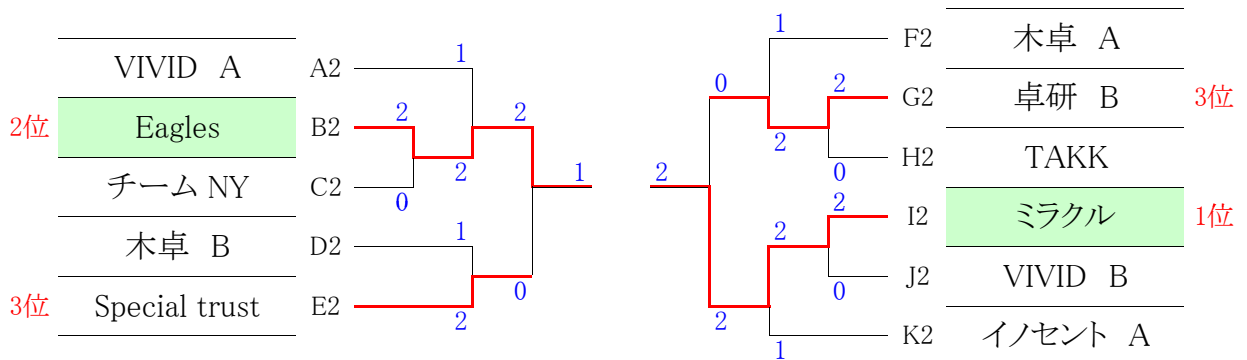 VIVID A A2 1
2位 Eagles B2 2 2
チームNY C2 0 2 1
木卓 B D2 1
3位 Special trust E2 2 0
1 F2 木卓 A
0 2 G2 卓研 B 3位
2 2 0 H2 TAKK
2 2 I2 ミラクル 1位
0 J2 VIVID B
2 1 K2 イノセント A